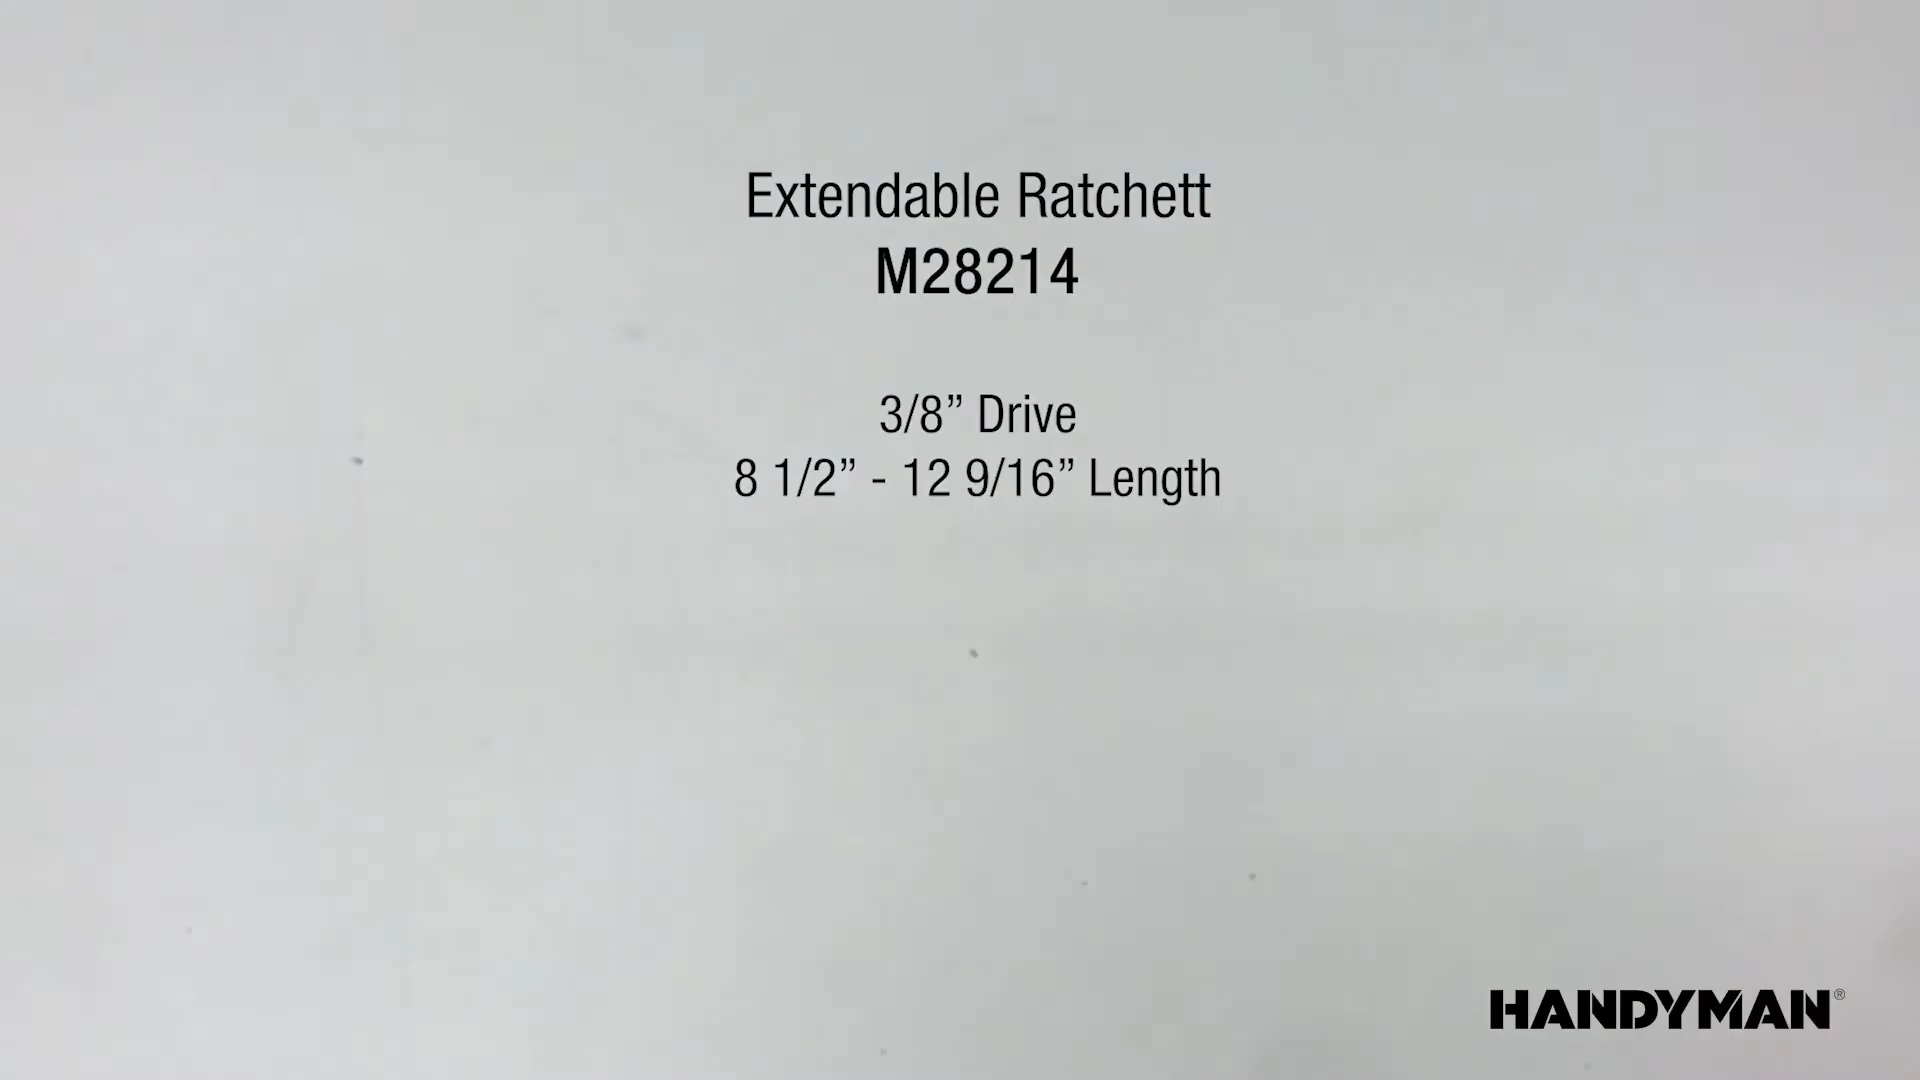 Extendable Ratchett
M28214
3/8” Drive
8 1/2” - 12 9/16” Length
HANDYMAN®